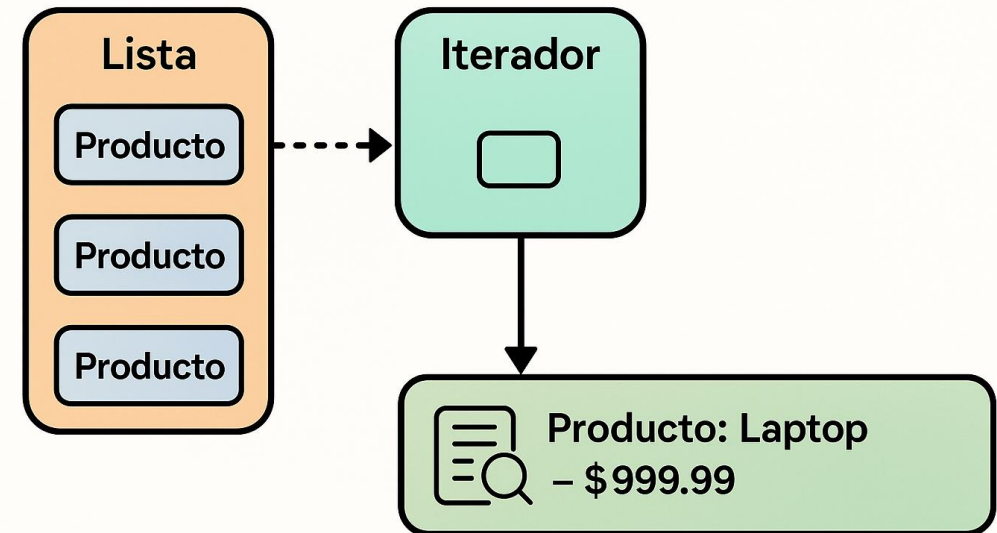 Lista
Producto
Producto
Producto
Iterador
Producto: Laptop
– $999.99